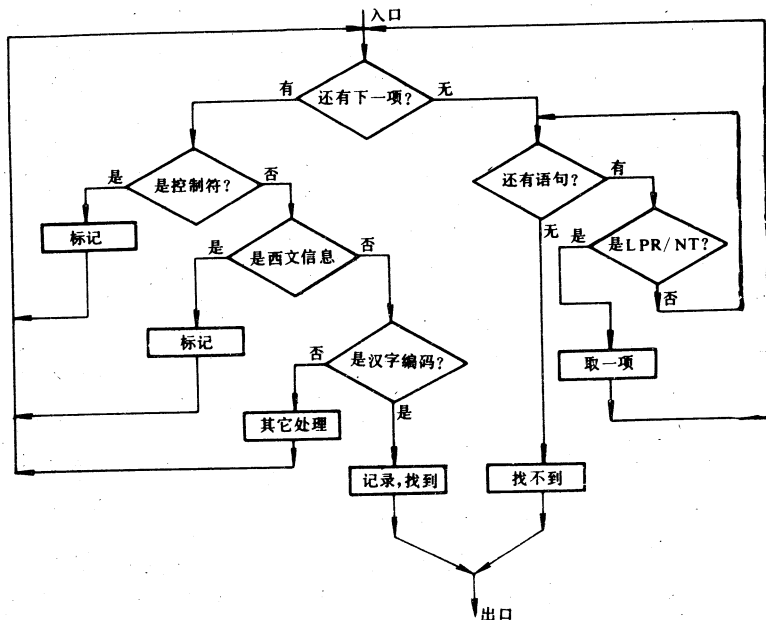 入口
还有下一项?
有
无
是控制符?
是
否
还有语句?
有
无
标记
是西文信息
是
否
是LPR/NT?
是
否
标记
是汉字编码?
否
是
取一项
其它处理
记录,找到
找不到
出口